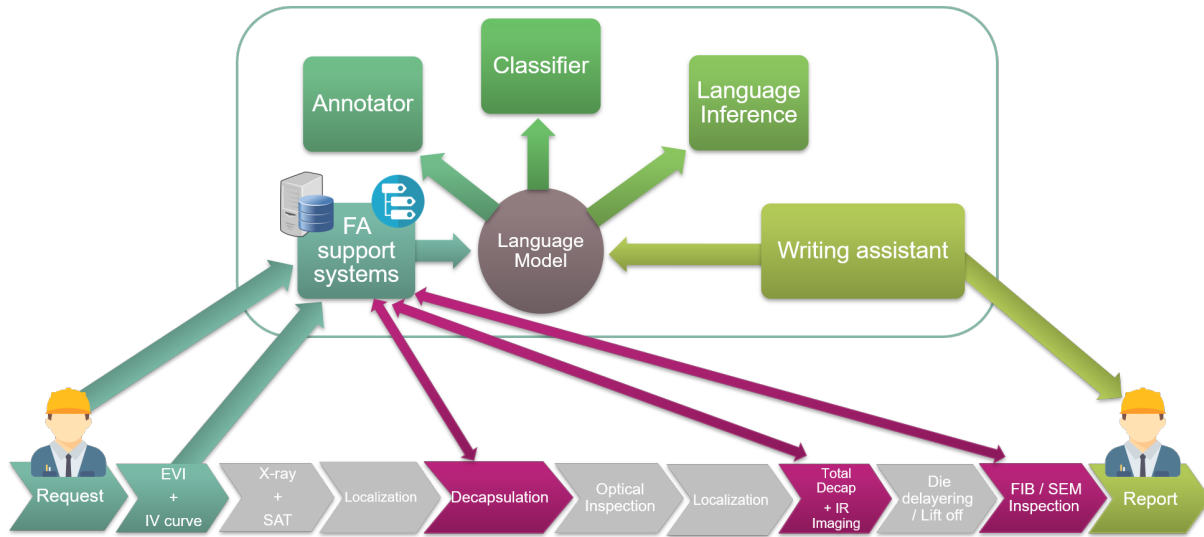 Classifier
Annotator
Language
Inference
FA
support
systems
Language
Model
Writing assistant
Request
EVI
+
IV curve
X-ray
+
SAT
Localization
Decapsulation
Optical
Inspection
Localization
Total
Decap
+ IR
Imaging
Die
delayering
/ Lift off
FIB / SEM
Inspection
Report